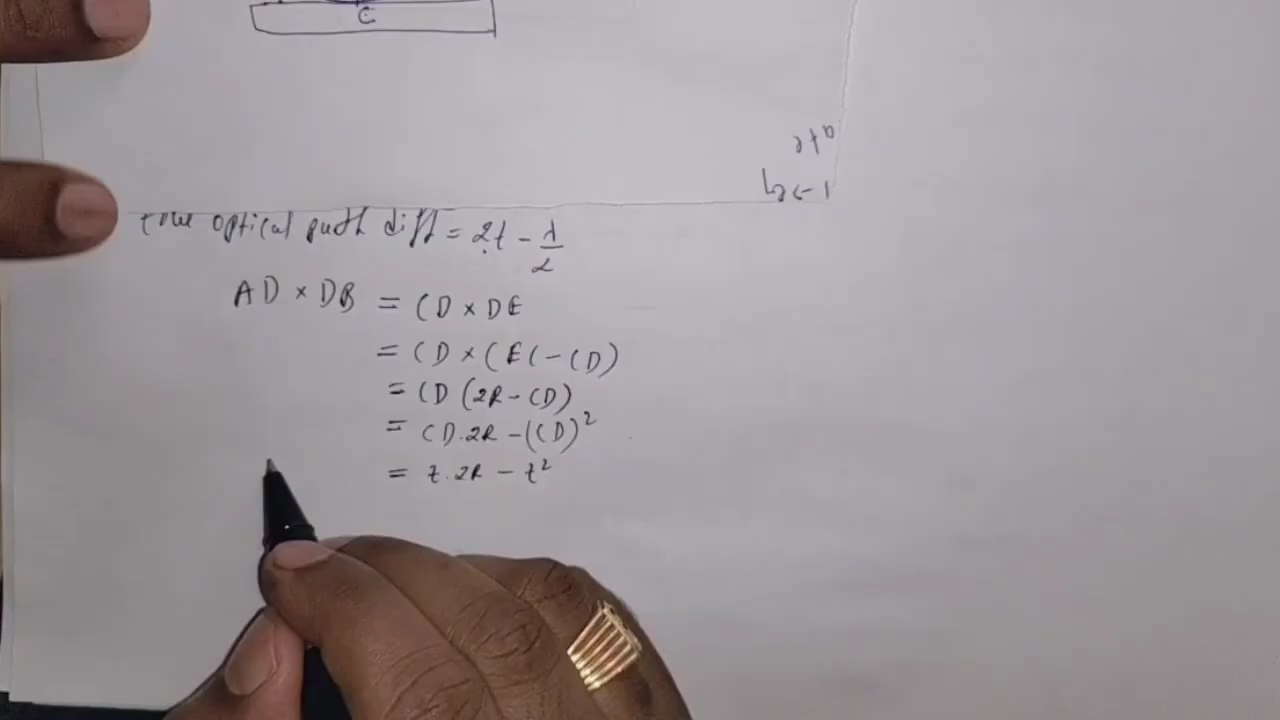 C
True optical path diff = 2t - λ/2
AD × DB = CD × DE
= CD × (EC - CD)
= CD (2R - CD)
= CD.2R - (CD)²
= t.2R - t²